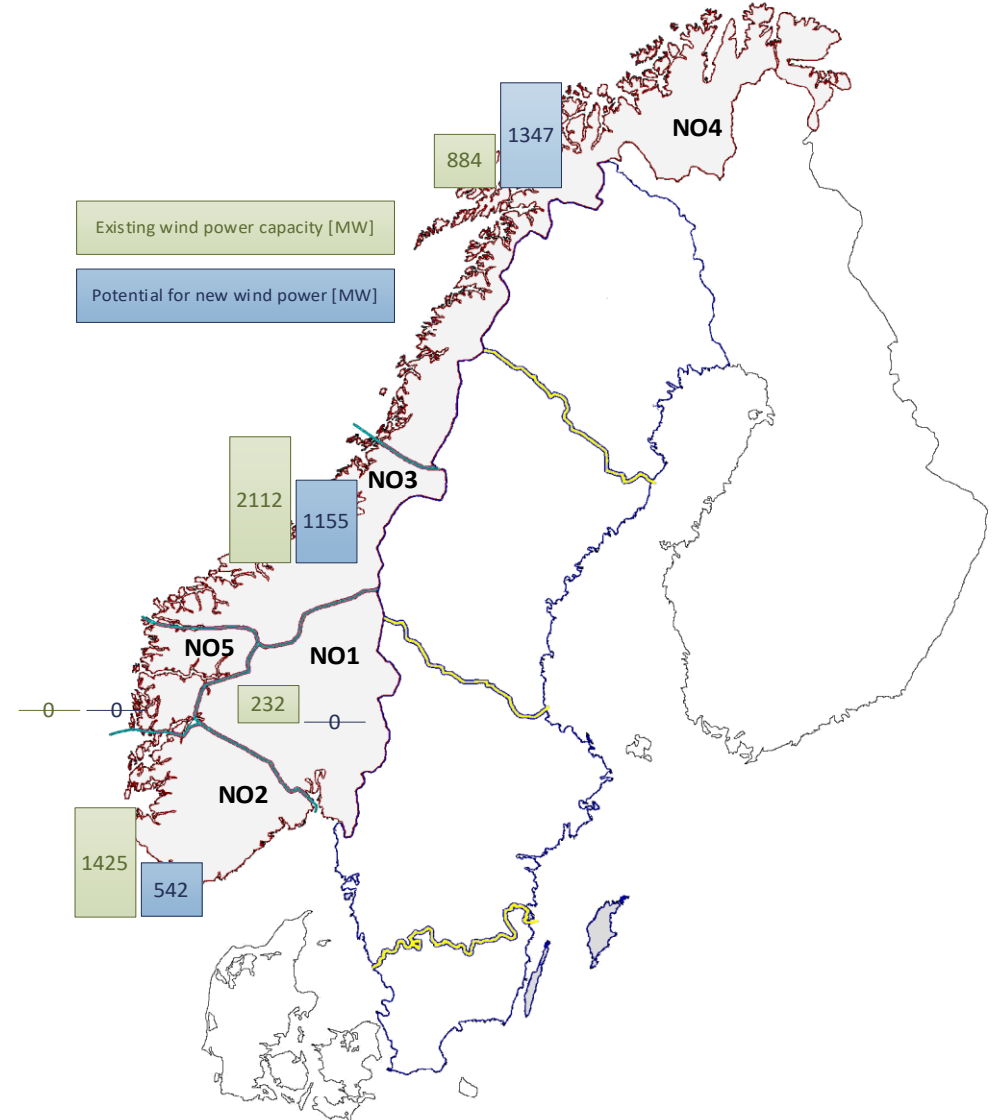 NO4
1347
884
Existing wind power capacity [MW]
Potential for new wind power [MW]
2112
NO3
1155
NO5
NO1
232
0
0
0
NO2
1425
542